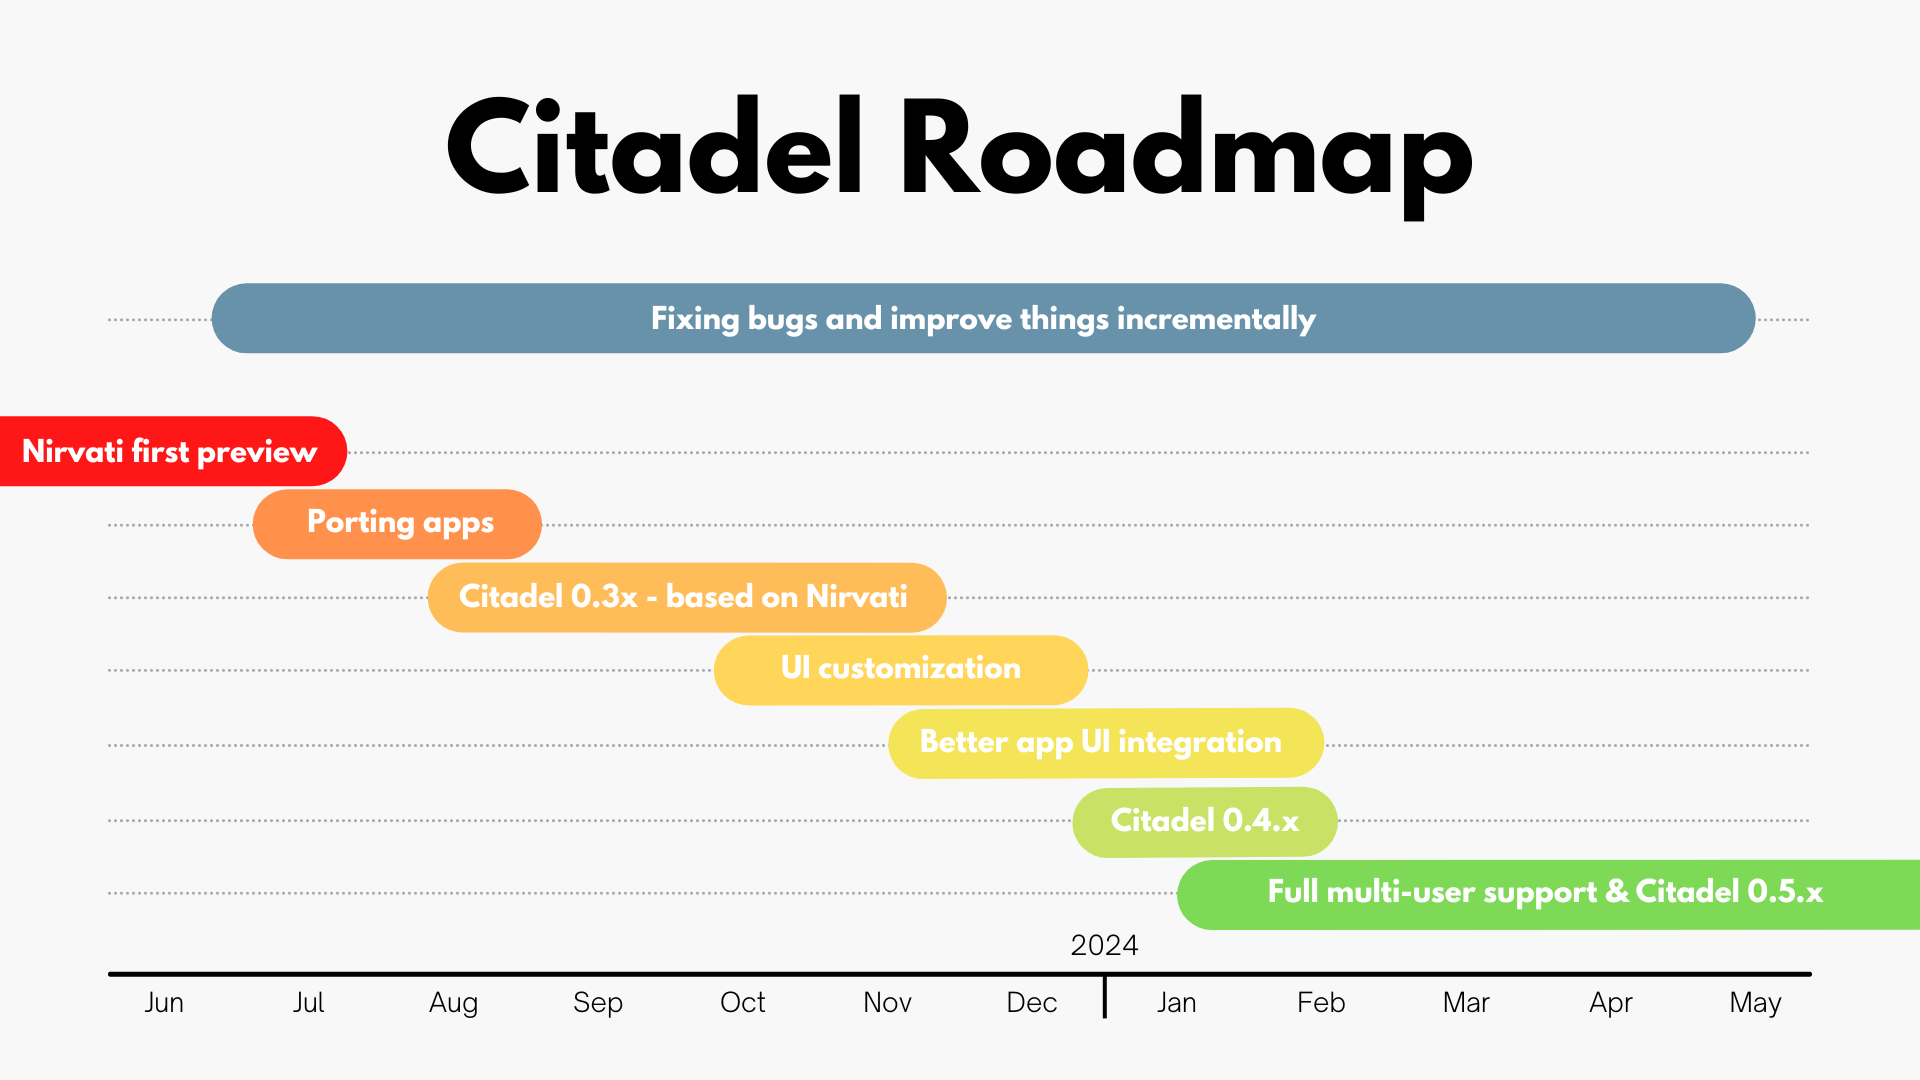 Citadel Roadmap
Fixing bugs and improve things incrementally
Nirvati first preview
Porting apps
Citadel 0.3x - based on Nirvati
UI customization
Better app UI integration
Citadel 0.4.x
Full multi-user support & Citadel 0.5.x
2024
Jun Jul Aug Sep Oct Nov Dec Jan Feb Mar Apr May